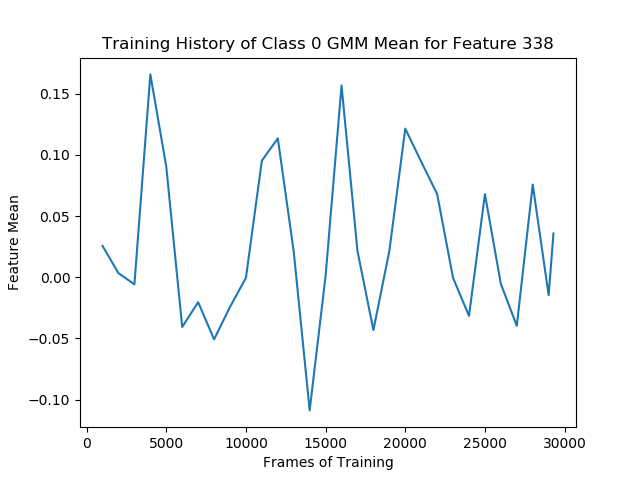 Training History of Class 0 GMM Mean for Feature 338
0.15
0.10
0.05
0.00
−0.05
−0.10
Feature Mean
0 5000 10000 15000 20000 25000 30000
Frames of Training